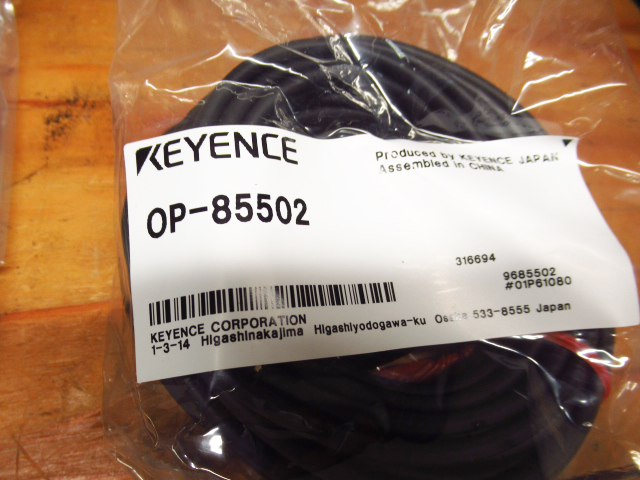 KEYENCE
Produced by KEYENCE JAPAN
Assembled in CHINA
OP-85502
316694
9685502
#01P61080
KEYENCE CORPORATION
1-3-14 Higashinakajima Higashiyodogawa-ku Osaka 533-8555 Japan